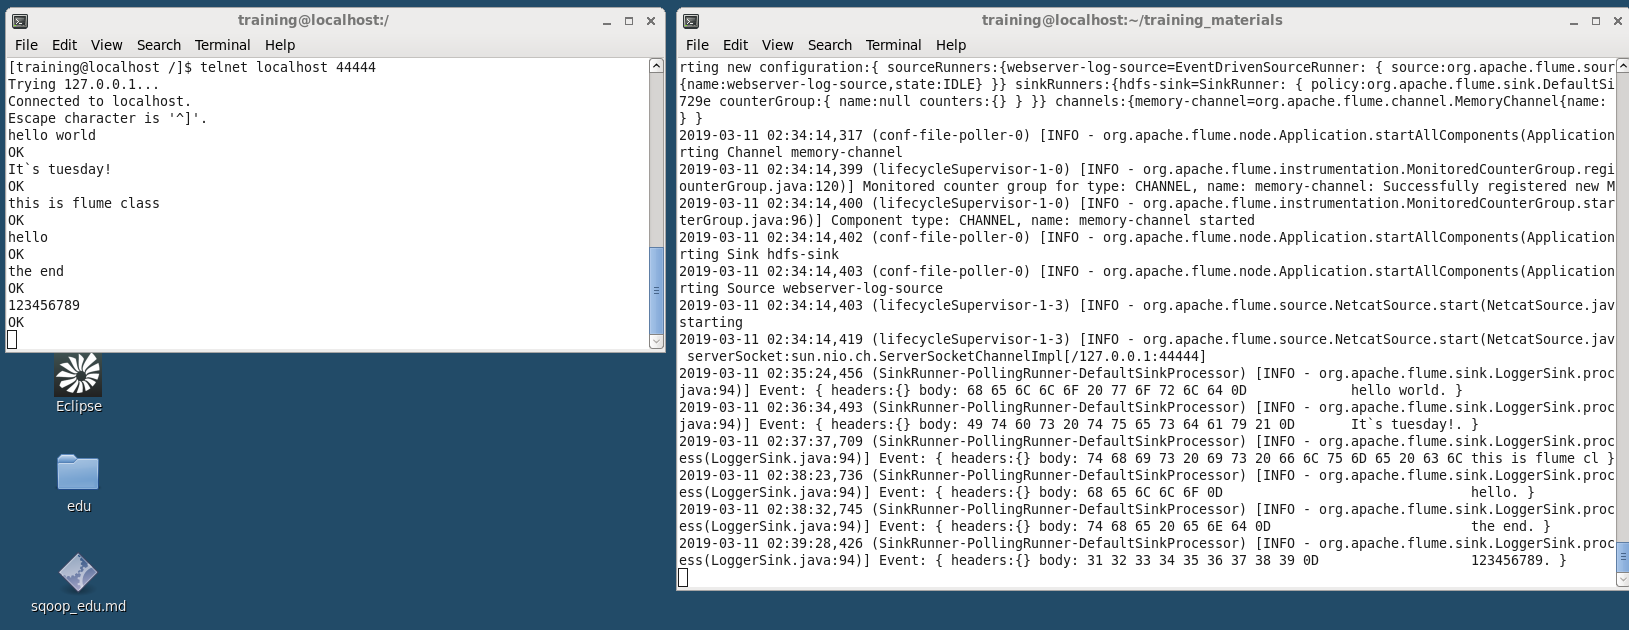 training@localhost:/
File Edit View Search Terminal Help
[training@localhost /]$ telnet localhost 44444
Trying 127.0.0.1...
Connected to localhost.
Escape character is '^]'.
hello world
OK
It`s tuesday!
OK
this is flume class
OK
hello
OK
the end
OK
123456789
OK
Eclipse
edu
sqoop_edu.md
training@localhost:~/training_materials
File Edit View Search Terminal Help
rting new configuration:{ sourceRunners:{webserver-log-source=EventDrivenSourceRunner: { source:org.apache.flume.sour
{name:webserver-log-source,state:IDLE} }} sinkRunners:{hdfs-sink=SinkRunner: { policy:org.apache.flume.sink.DefaultSi
729e counterGroup:{ name:null counters:{} } }} channels:{memory-channel=org.apache.flume.channel.MemoryChannel{name:
} }
2019-03-11 02:34:14,317 (conf-file-poller-0) [INFO - org.apache.flume.node.Application.startAllComponents(Application
rting Channel memory-channel
2019-03-11 02:34:14,399 (lifecycleSupervisor-1-0) [INFO - org.apache.flume.instrumentation.MonitoredCounterGroup.regi
ounterGroup.java:120)] Monitored counter group for type: CHANNEL, name: memory-channel: Successfully registered new M
2019-03-11 02:34:14,400 (lifecycleSupervisor-1-0) [INFO - org.apache.flume.instrumentation.MonitoredCounterGroup.star
terGroup.java:96)] Component type: CHANNEL, name: memory-channel started
2019-03-11 02:34:14,402 (conf-file-poller-0) [INFO - org.apache.flume.node.Application.startAllComponents(Application
rting Sink hdfs-sink
2019-03-11 02:34:14,403 (conf-file-poller-0) [INFO - org.apache.flume.node.Application.startAllComponents(Application
rting Source webserver-log-source
2019-03-11 02:34:14,403 (lifecycleSupervisor-1-3) [INFO - org.apache.flume.source.NetcatSource.start(NetcatSource.jav
starting
2019-03-11 02:34:14,419 (lifecycleSupervisor-1-3) [INFO - org.apache.flume.source.NetcatSource.start(NetcatSource.jav
serverSocket:sun.nio.ch.ServerSocketChannelImpl[/127.0.0.1:44444]
2019-03-11 02:35:24,456 (SinkRunner-PollingRunner-DefaultSinkProcessor) [INFO - org.apache.flume.sink.LoggerSink.proc
java:94)] Event: { headers:{} body: 68 65 6C 6C 6F 20 77 6F 72 6C 64 0D hello world. }
2019-03-11 02:36:34,493 (SinkRunner-PollingRunner-DefaultSinkProcessor) [INFO - org.apache.flume.sink.LoggerSink.proc
java:94)] Event: { headers:{} body: 49 74 60 73 20 74 75 65 73 64 61 79 21 0D It`s tuesday!. }
2019-03-11 02:37:37,709 (SinkRunner-PollingRunner-DefaultSinkProcessor) [INFO - org.apache.flume.sink.LoggerSink.proc
ess(LoggerSink.java:94)] Event: { headers:{} body: 74 68 69 73 20 69 73 20 66 6C 75 6D 65 20 63 6C this is flume cl }
2019-03-11 02:38:23,736 (SinkRunner-PollingRunner-DefaultSinkProcessor) [INFO - org.apache.flume.sink.LoggerSink.proc
ess(LoggerSink.java:94)] Event: { headers:{} body: 68 65 6C 6C 6F 0D hello. }
2019-03-11 02:38:32,745 (SinkRunner-PollingRunner-DefaultSinkProcessor) [INFO - org.apache.flume.sink.LoggerSink.proc
ess(LoggerSink.java:94)] Event: { headers:{} body: 74 68 65 20 65 6E 64 0D the end. }
2019-03-11 02:39:28,426 (SinkRunner-PollingRunner-DefaultSinkProcessor) [INFO - org.apache.flume.sink.LoggerSink.proc
ess(LoggerSink.java:94)] Event: { headers:{} body: 31 32 33 34 35 36 37 38 39 0D 123456789. }